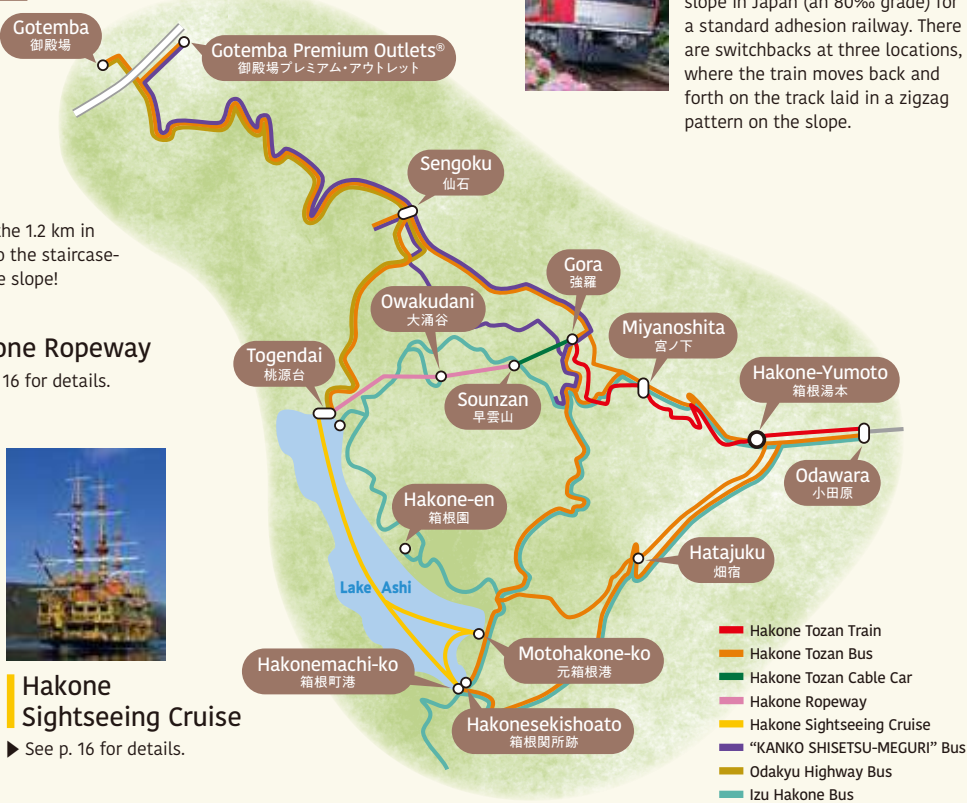 slope in Japan (an 80‰ grade) for
a standard adhesion railway. There
are switchbacks at three locations,
where the train moves back and
forth on the track laid in a zigzag
pattern on the slope.
Gotemba
御殿場
Gotemba Premium Outlets®
御殿場プレミアム・アウトレット
Sengoku
仙石
the 1.2 km in
the staircase-
slope!
Gora
強羅
Owakudani
大涌谷
Miyanoshita
宮ノ下
Ropeway
16 for details.
Togendai
桃源台
Sounzan
早雲山
Hakone-Yumoto
箱根湯本
Odawara
小田原
Hakone-en
箱根園
Hatajuku
畑宿
Lake Ashi
Motohakone-ko
元箱根港
Hakonemachi-ko
箱根町港
Hakonesekishoato
箱根関所跡
Hakone
Sightseeing Cruise
▶ See p. 16 for details.
Hakone Tozan Train
Hakone Tozan Bus
Hakone Tozan Cable Car
Hakone Ropeway
Hakone Sightseeing Cruise
“KANKO SHISETSU-MEGURI” Bus
Odakyu Highway Bus
Izu Hakone Bus